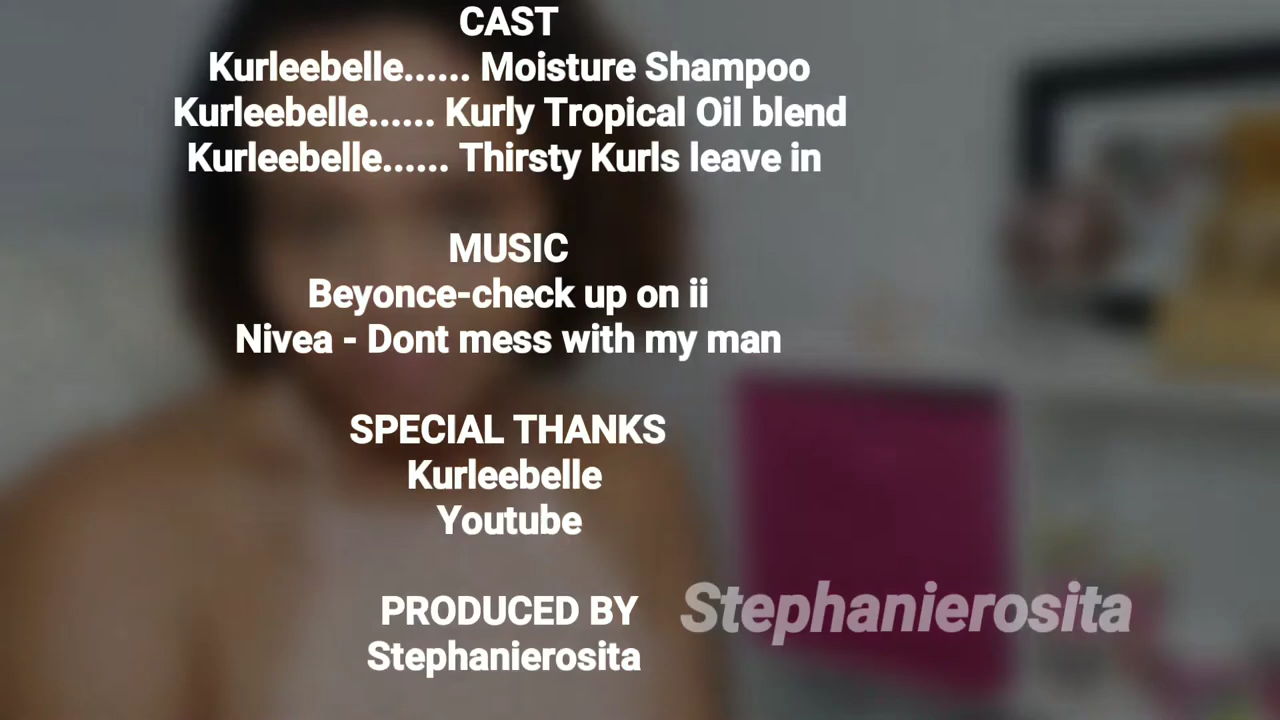 CAST
Kurleebelle...... Moisture Shampoo
Kurleebelle...... Kurly Tropical Oil blend
Kurleebelle...... Thirsty Kurls leave in
MUSIC
Beyonce-check up on ii
Nivea - Dont mess with my man
SPECIAL THANKS
Kurleebelle
Youtube
PRODUCED BY
Stephanierosita
Stephanierosita